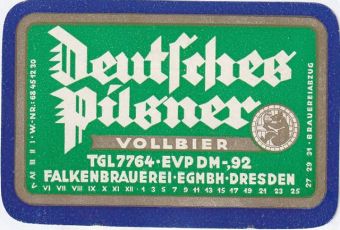 Deutsches
Pilsner
VOLLBIER
TGL 7764·EVP DM-,92
FALKENBRAUEREI·EGMBH·DRESDEN
VI VII VIII IX X XI XII · 1 3 5 7 9 11 13 15 17 19 21 23 25
27 29 31 · BRAUEREIABZUG
W.-NR.: 68 45 12 30